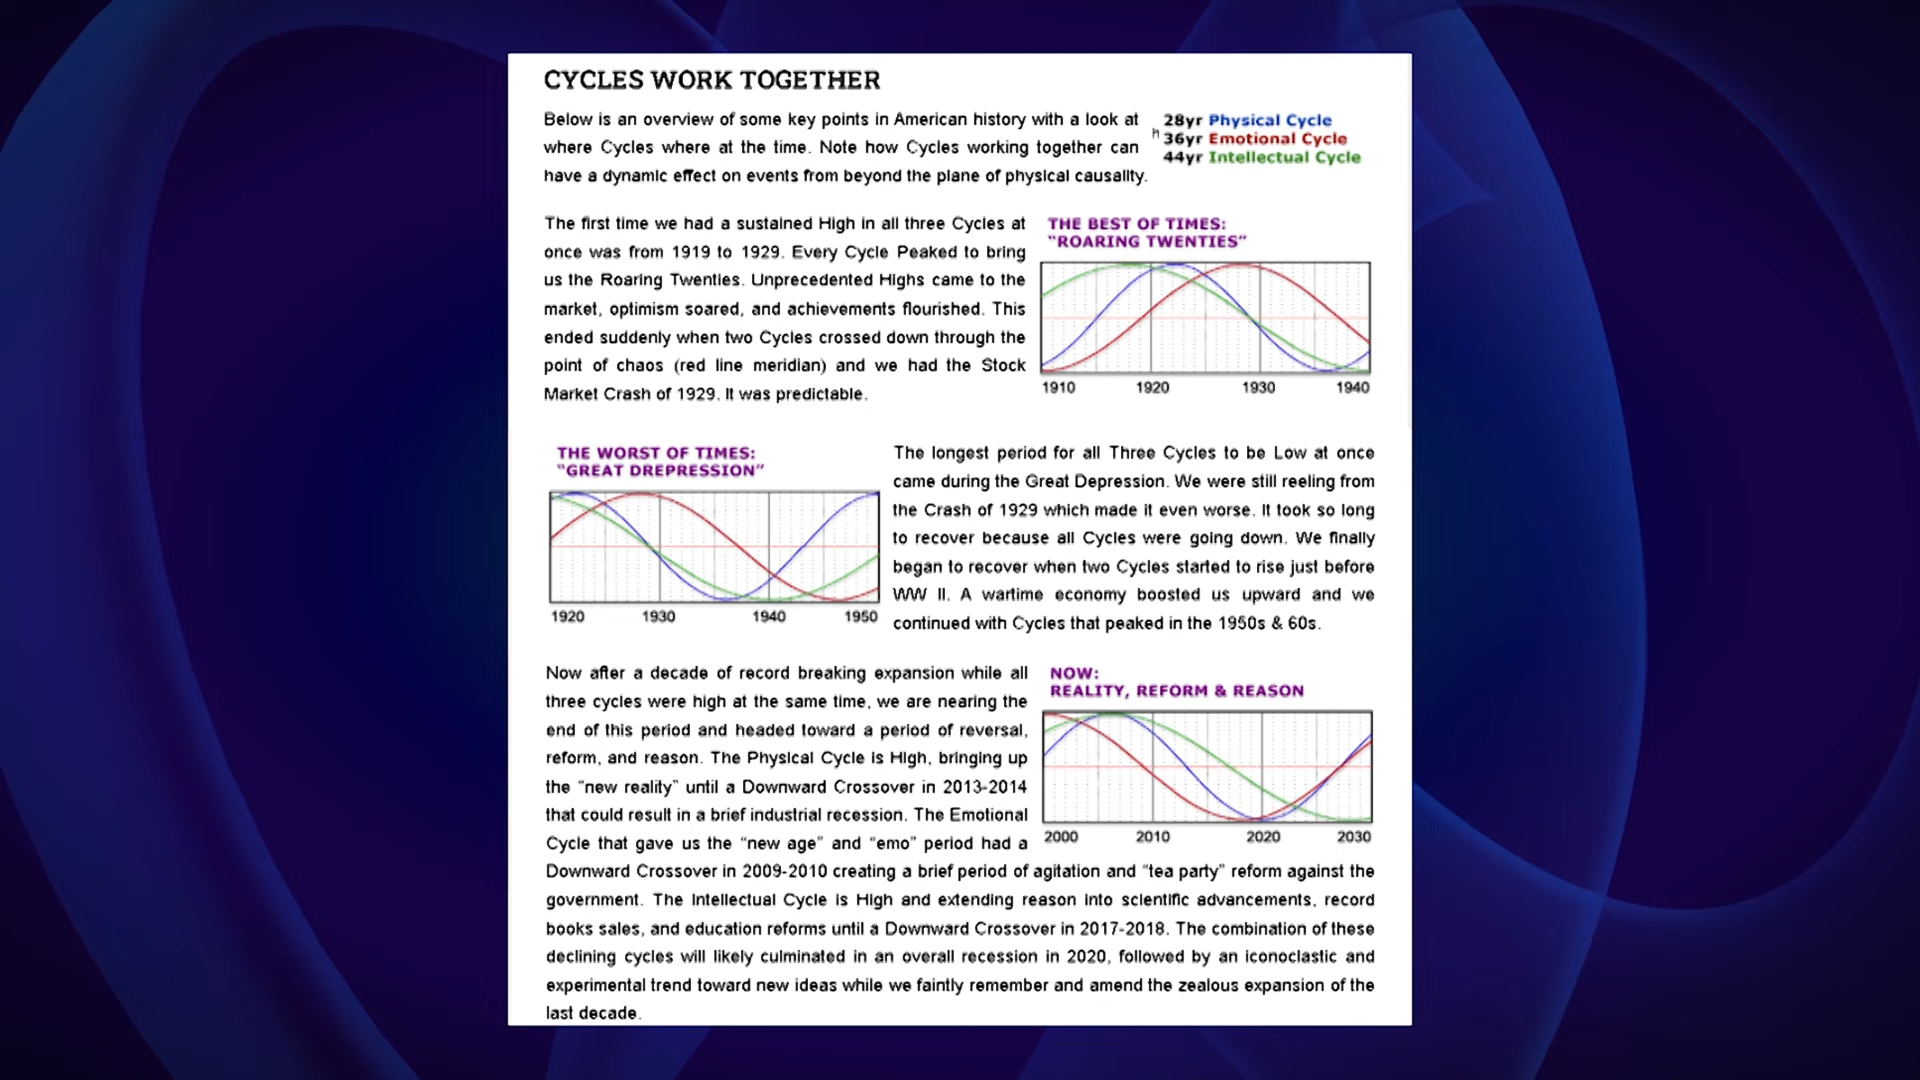 CYCLES WORK TOGETHER
Below is an overview of some key points in American history with a look at
where Cycles where at the time. Note how Cycles working together can
have a dynamic effect on events from beyond the plane of physical causality.
h
28yr Physical Cycle
36yr Emotional Cycle
44yr Intellectual Cycle
The first time we had a sustained High in all three Cycles at
once was from 1919 to 1929. Every Cycle Peaked to bring
us the Roaring Twenties. Unprecedented Highs came to the
market, optimism soared, and achievements flourished. This
ended suddenly when two Cycles crossed down through the
point of chaos (red line meridian) and we had the Stock
Market Crash of 1929. It was predictable.
THE BEST OF TIMES:
"ROARING TWENTIES"
1910 1920 1930 1940
THE WORST OF TIMES:
"GREAT DREPRESSION"
1920 1930 1940 1950
The longest period for all Three Cycles to be Low at once
came during the Great Depression. We were still reeling from
the Crash of 1929 which made it even worse. It took so long
to recover because all Cycles were going down. We finally
began to recover when two Cycles started to rise just before
WW II. A wartime economy boosted us upward and we
continued with Cycles that peaked in the 1950s & 60s.
Now after a decade of record breaking expansion while all
three cycles were high at the same time, we are nearing the
end of this period and headed toward a period of reversal,
reform, and reason. The Physical Cycle is High, bringing up
the "new reality" until a Downward Crossover in 2013-2014
that could result in a brief industrial recession. The Emotional
Cycle that gave us the "new age" and "emo" period had a
NOW:
REALITY, REFORM & REASON
2000 2010 2020 2030
Downward Crossover in 2009-2010 creating a brief period of agitation and "tea party" reform against the
government. The Intellectual Cycle is High and extending reason into scientific advancements, record
books sales, and education reforms until a Downward Crossover in 2017-2018. The combination of these
declining cycles will likely culminated in an overall recession in 2020, followed by an iconoclastic and
experimental trend toward new ideas while we faintly remember and amend the zealous expansion of the
last decade.